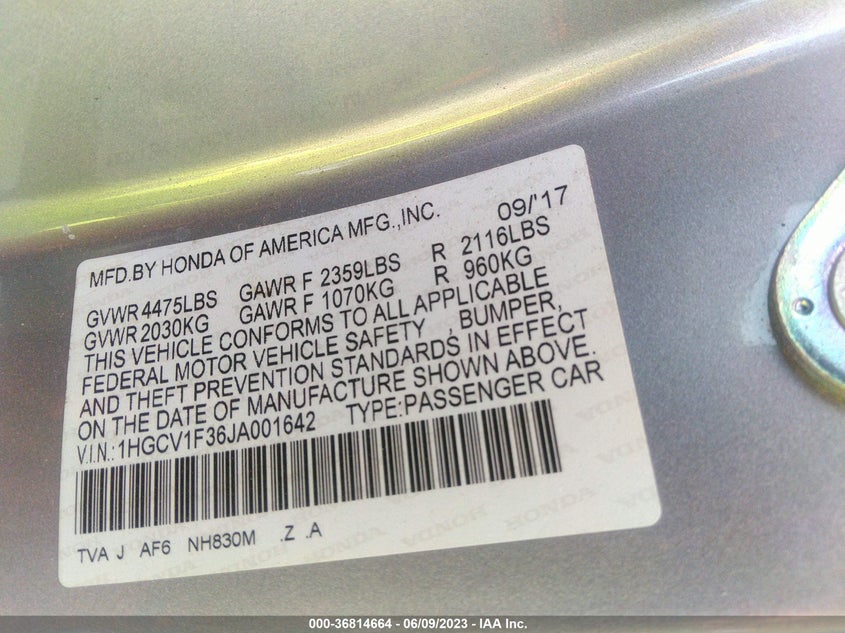 MFD.BY HONDA OF AMERICA MFG.,INC. 09/'17
GVWR 4475LBS GAWR F 2359LBS R 2116LBS
GVWR 2030KG GAWR F 1070KG R 960KG
THIS VEHICLE CONFORMS TO ALL APPLICABLE
FEDERAL MOTOR VEHICLE SAFETY , BUMPER,
AND THEFT PREVENTION STANDARDS IN EFFECT
ON THE DATE OF MANUFACTURE SHOWN ABOVE.
V.I.N.: 1HGCV1F36JA001642 TYPE:PASSENGER CAR
TVA J AF6 NH830M .Z .A
HONDA HONDA HONDA
000-36814664 - 06/09/2023 - IAA Inc.